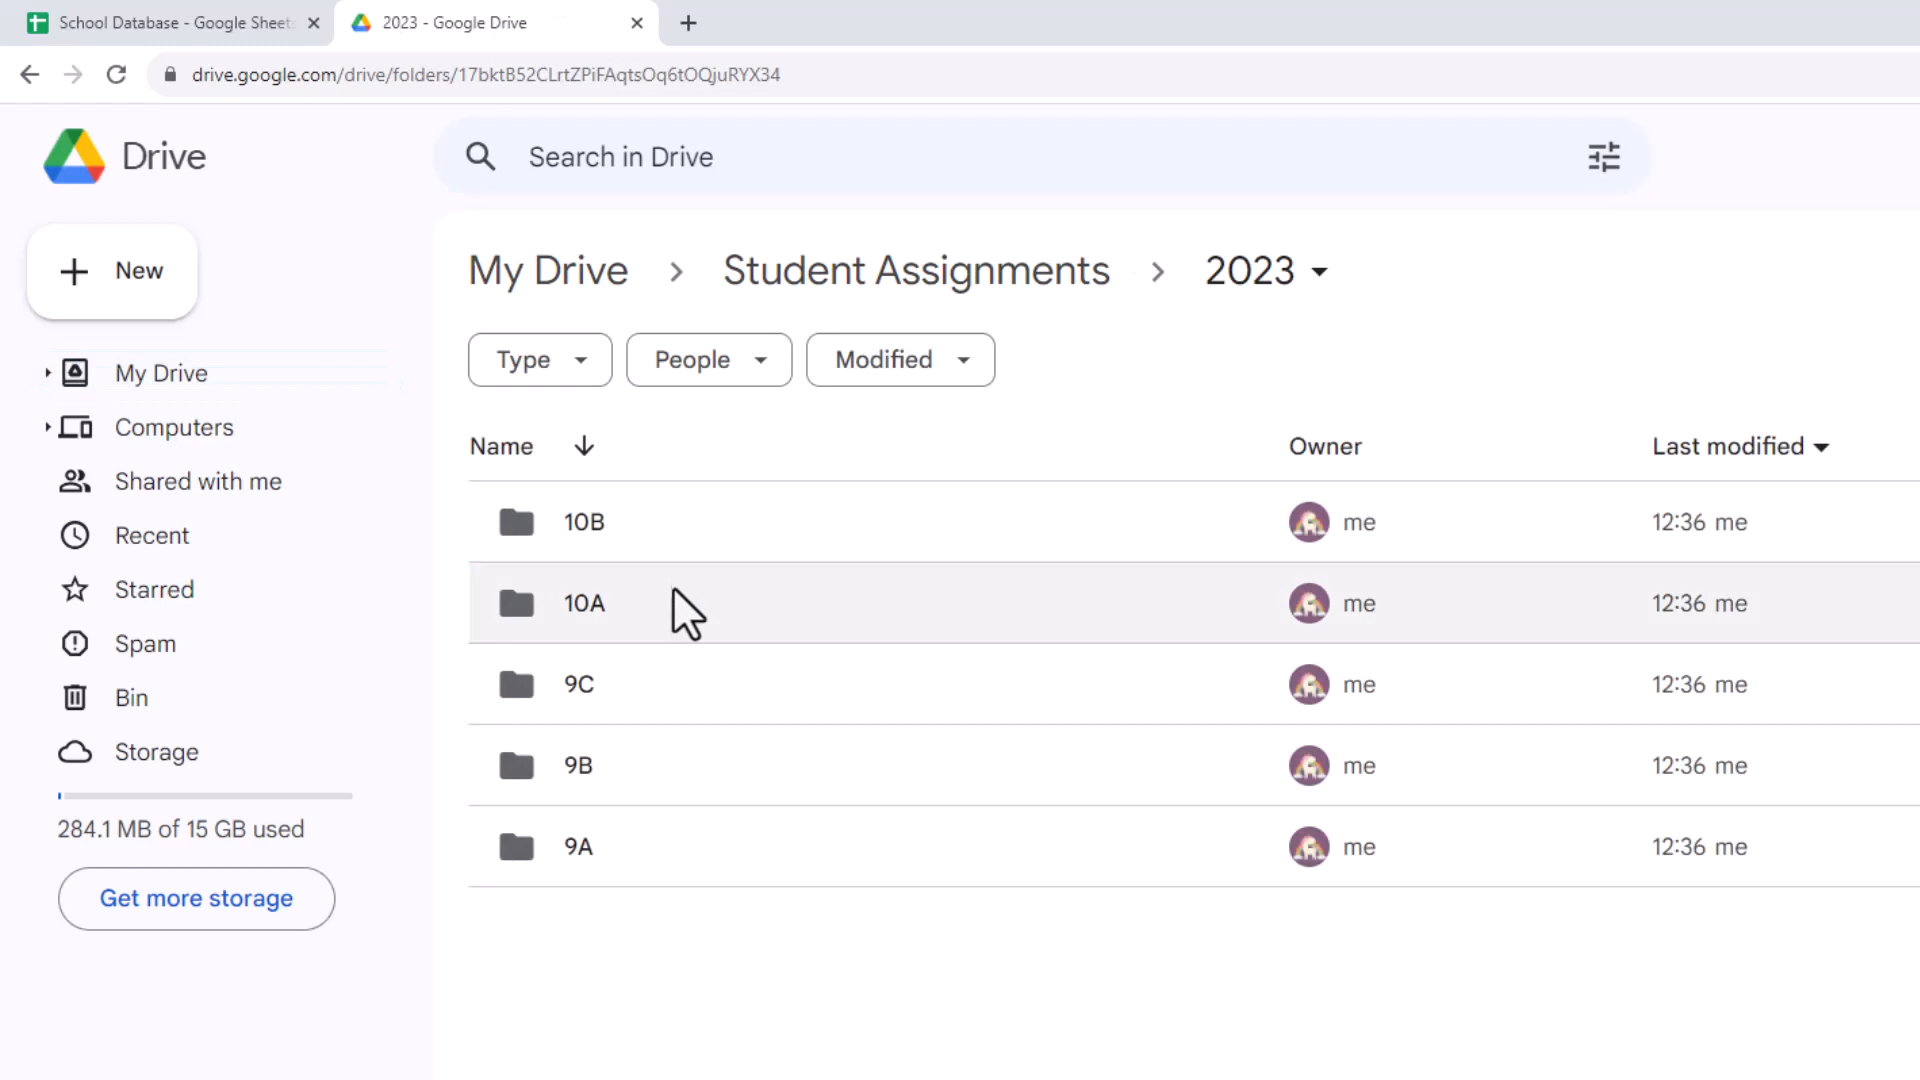 School Database - Google Sheets
2023 - Google Drive
drive.google.com/drive/folders/17bktB52CLrtZPiFAqtsOq6tOQjuRYX34
Drive
Search in Drive
New
My Drive
Computers
Shared with me
Recent
Starred
Spam
Bin
Storage
284.1 MB of 15 GB used
Get more storage
My Drive > Student Assignments > 2023
Type People Modified
Name Owner Last modified
10B me 12:36 me
10A me 12:36 me
9C me 12:36 me
9B me 12:36 me
9A me 12:36 me